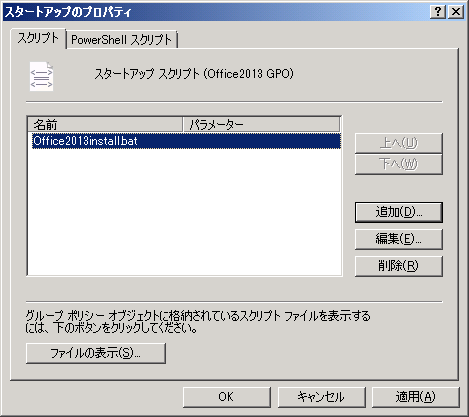 スタートアップのプロパティ
スクリプト PowerShell スクリプト
スタートアップ スクリプト (Office2013 GPO)
名前 パラメーター
Office2013install.bat
上へ(U)
下へ(W)
追加(D)...
編集(E)...
削除(R)
グループ ポリシー オブジェクトに格納されているスクリプト ファイルを表示する
には、下のボタンをクリックしてください。
ファイルの表示(S)...
OK キャンセル 適用(A)